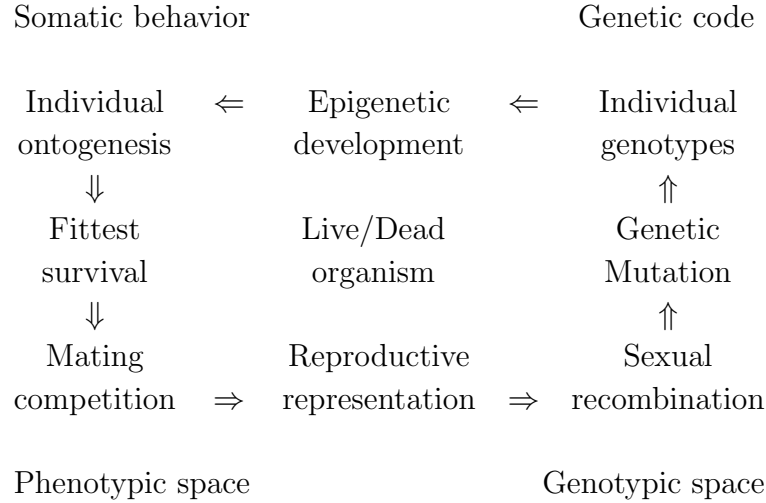 Somatic behavior Genetic code
Individual ⇐ Epigenetic ⇐ Individual
ontogenesis development genotypes
⇓ ⇑
Fittest Live/Dead Genetic
survival organism Mutation
⇓ ⇑
Mating Reproductive Sexual
competition ⇒ representation ⇒ recombination
Phenotypic space Genotypic space